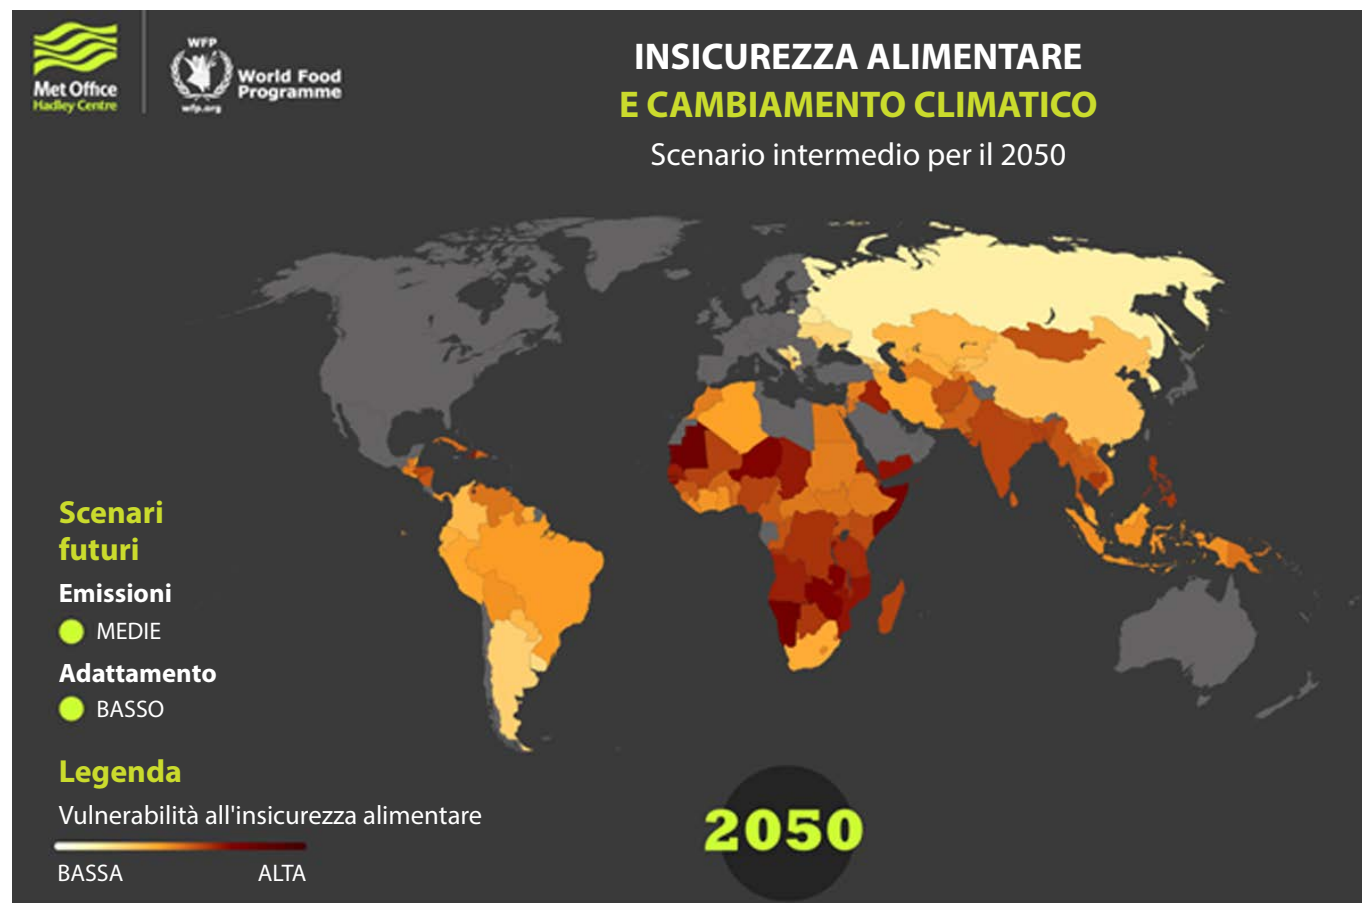 Met Office
Hadley Centre
WFP
wfp.org
World Food
Programme
INSICUREZZA ALIMENTARE
E CAMBIAMENTO CLIMATICO
Scenario intermedio per il 2050
Scenari
futuri
Emissioni
MEDIE
Adattamento
BASSO
Legenda
Vulnerabilità all'insicurezza alimentare
BASSA ALTA
2050